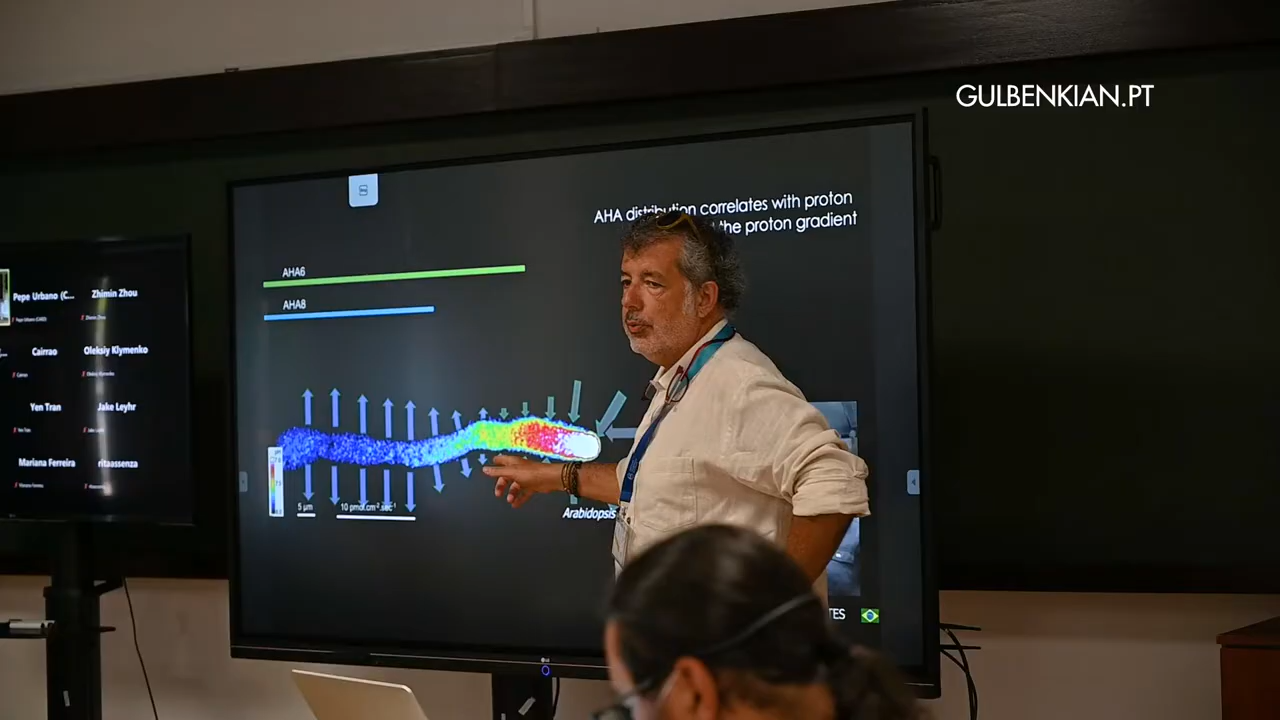 GULBENKIAN.PT
AHA distribution correlates with proton
the proton gradient
AHA6
AHA8
5 µm
10 pmol.cm⁻².sec⁻¹
Arabidopsis
TES
Pepe Urbano (C...
Zhimin Zhou
Cairrao
Oleksiy Klymenko
Yen Tran
Jake Leyhr
Mariana Ferreira
ritaassenza